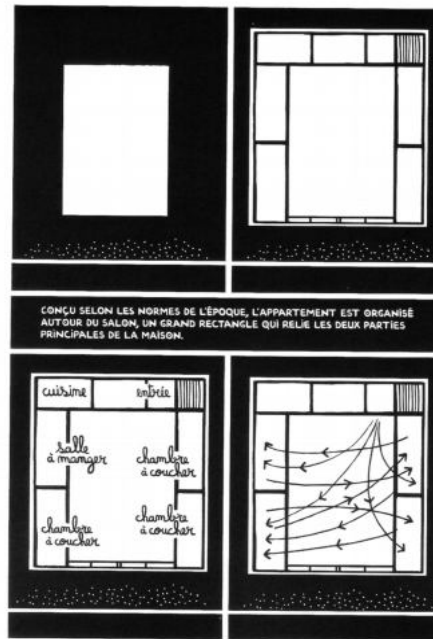 CONÇU SELON LES NORMES DE L'ÉPOQUE, L'APPARTEMENT EST ORGANISÉ
AUTOUR DU SALON, UN GRAND RECTANGLE QUI RELIE LES DEUX PARTIES
PRINCIPALES DE LA MAISON.
cuisine entrée
salle
à manger
chambre
à coucher
chambre
à coucher
chambre
à coucher